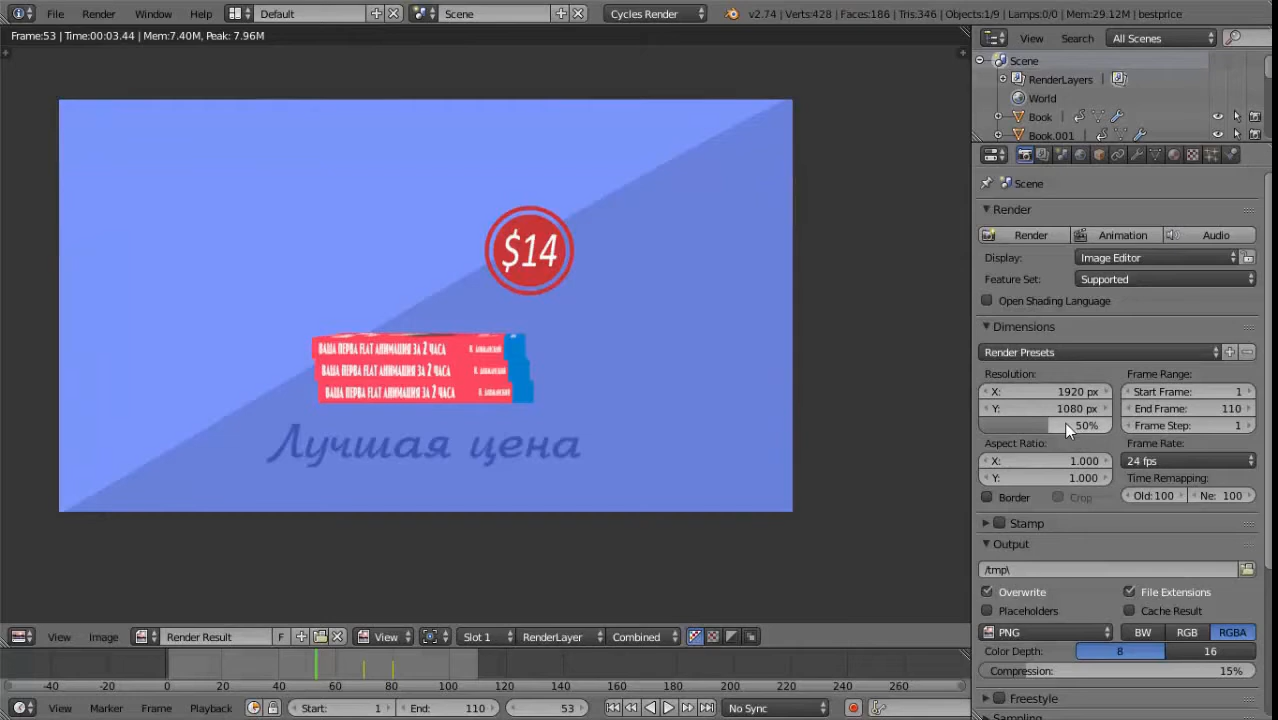 File Render Window Help Default Scene Cycles Render v2.74 | Verts:428 | Faces:186 | Tris:346 | Objects:1/9 | Lamps:0/0 | Mem:29.12M | bestprice
Frame:53 | Time:00:03.44 | Mem:7.40M, Peak: 7.96M
View Search All Scenes
Scene
RenderLayers
World
Book
Book.001
Scene
Render
Render Animation Audio
Display: Image Editor
Feature Set: Supported
Open Shading Language
Dimensions
Render Presets
Resolution: Frame Range:
X: 1920 px Start Frame: 1
Y: 1080 px End Frame: 110
50% Frame Step: 1
Aspect Ratio: Frame Rate:
X: 1.000 24 fps
Y: 1.000 Time Remapping:
Border Crop Old:100 Ne: 100
Stamp
Output
/tmp\
Overwrite File Extensions
Placeholders Cache Result
PNG BW RGB RGBA
Color Depth: 8 16
Compression: 15%
Freestyle
Sampling
$14
ВАША ПЕРВА FLAT АНИМАЦИЯ ЗА 2 ЧАСА
ВАША ПЕРВА FLAT АНИМАЦИЯ ЗА 2 ЧАСА
ВАША ПЕРВА FLAT АНИМАЦИЯ ЗА 2 ЧАСА
Лучшая цена
View Image Render Result F View Slot 1 RenderLayer Combined
-40 -20 0 20 40 60 80 100 120 140 160 180 200 220 240 260
View Marker Frame Playback Start: 1 End: 110 53 No Sync